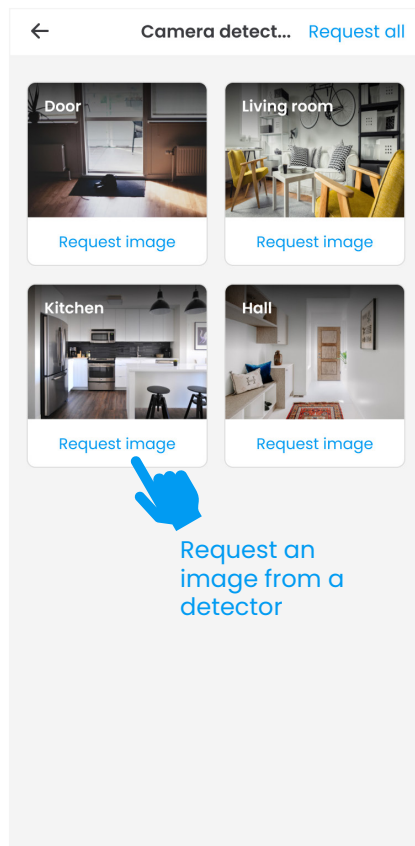 Camera detect... Request all
Door
Living room
Request image
Request image
Kitchen
Hall
Request image
Request image
Request an
image from a
detector